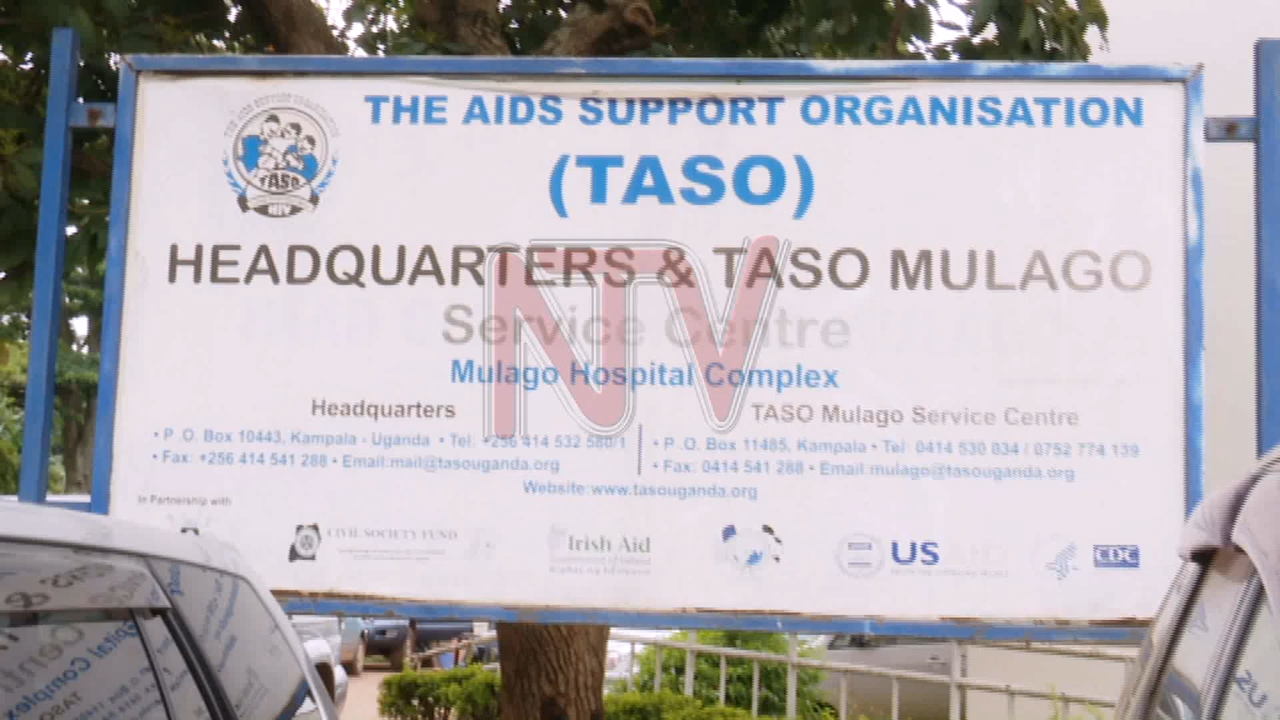 THE AIDS SUPPORT ORGANISATION
(TASO)
TASO
HIV
HEADQUARTERS & TASO MULAGO
Service Centre
NTV
Mulago Hospital Complex
Headquarters
• P.O. Box 10443, Kampala - Uganda • Tel: +256 414 532 580/1
• Fax: +256 414 541 288 • Email:mail@tasouganda.org
TASO Mulago Service Centre
• P.O. Box 11485, Kampala • Tel: 0414 530 034 / 0752 774 139
• Fax: 0414 541 288 • Email:mulago@tasouganda.org
Website:www.tasouganda.org
In Partnership with
CIVIL SOCIETY FUND
Irish Aid
US
CDC